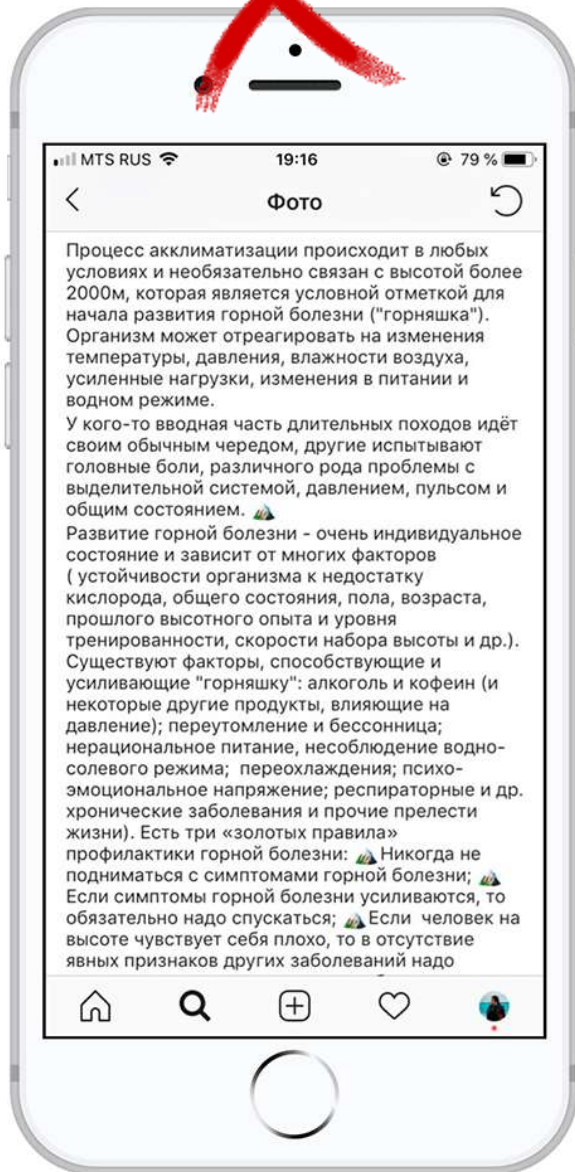 MTS RUS 19:16 79 %
Фото
Процесс акклиматизации происходит в любых
условиях и необязательно связан с высотой более
2000м, которая является условной отметкой для
начала развития горной болезни ("горняшка").
Организм может отреагировать на изменения
температуры, давления, влажности воздуха,
усиленные нагрузки, изменения в питании и
водном режиме.
У кого-то вводная часть длительных походов идёт
своим обычным чередом, другие испытывают
головные боли, различного рода проблемы с
выделительной системой, давлением, пульсом и
общим состоянием. 🏔️
Развитие горной болезни - очень индивидуальное
состояние и зависит от многих факторов
( устойчивости организма к недостатку
кислорода, общего состояния, пола, возраста,
прошлого высотного опыта и уровня
тренированности, скорости набора высоты и др.).
Существуют факторы, способствующие и
усиливающие "горняшку": алкоголь и кофеин (и
некоторые другие продукты, влияющие на
давление); переутомление и бессонница;
нерациональное питание, несоблюдение водно-
солевого режима;  переохлаждения; психо-
эмоциональное напряжение; респираторные и др.
хронические заболевания и прочие прелести
жизни). Есть три «золотых правила»
профилактики горной болезни: 🏔️Никогда не
подниматься с симптомами горной болезни; 🏔️
Если симптомы горной болезни усиливаются, то
обязательно надо спускаться; 🏔️Если  человек на
высоте чувствует себя плохо, то в отсутствие
явных признаков других заболеваний надо